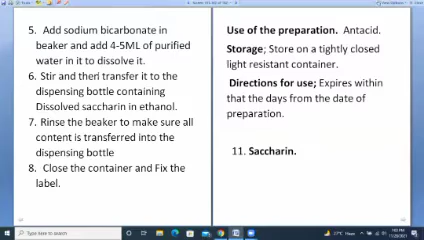 5. Add sodium bicarbonate in
beaker and add 4-5ML of purified
water in it to dissolve it.
6. Stir and then transfer it to the
dispensing bottle containing
Dissolved saccharin in ethanol.
7. Rinse the beaker to make sure all
content is transferred into the
dispensing bottle
8. Close the container and Fix the
label.
Use of the preparation. Antacid.
Storage; Store on a tightly closed
light resistant container.
Directions for use; Expires within
that the days from the date of
preparation.
11. Saccharin.
Type here to search